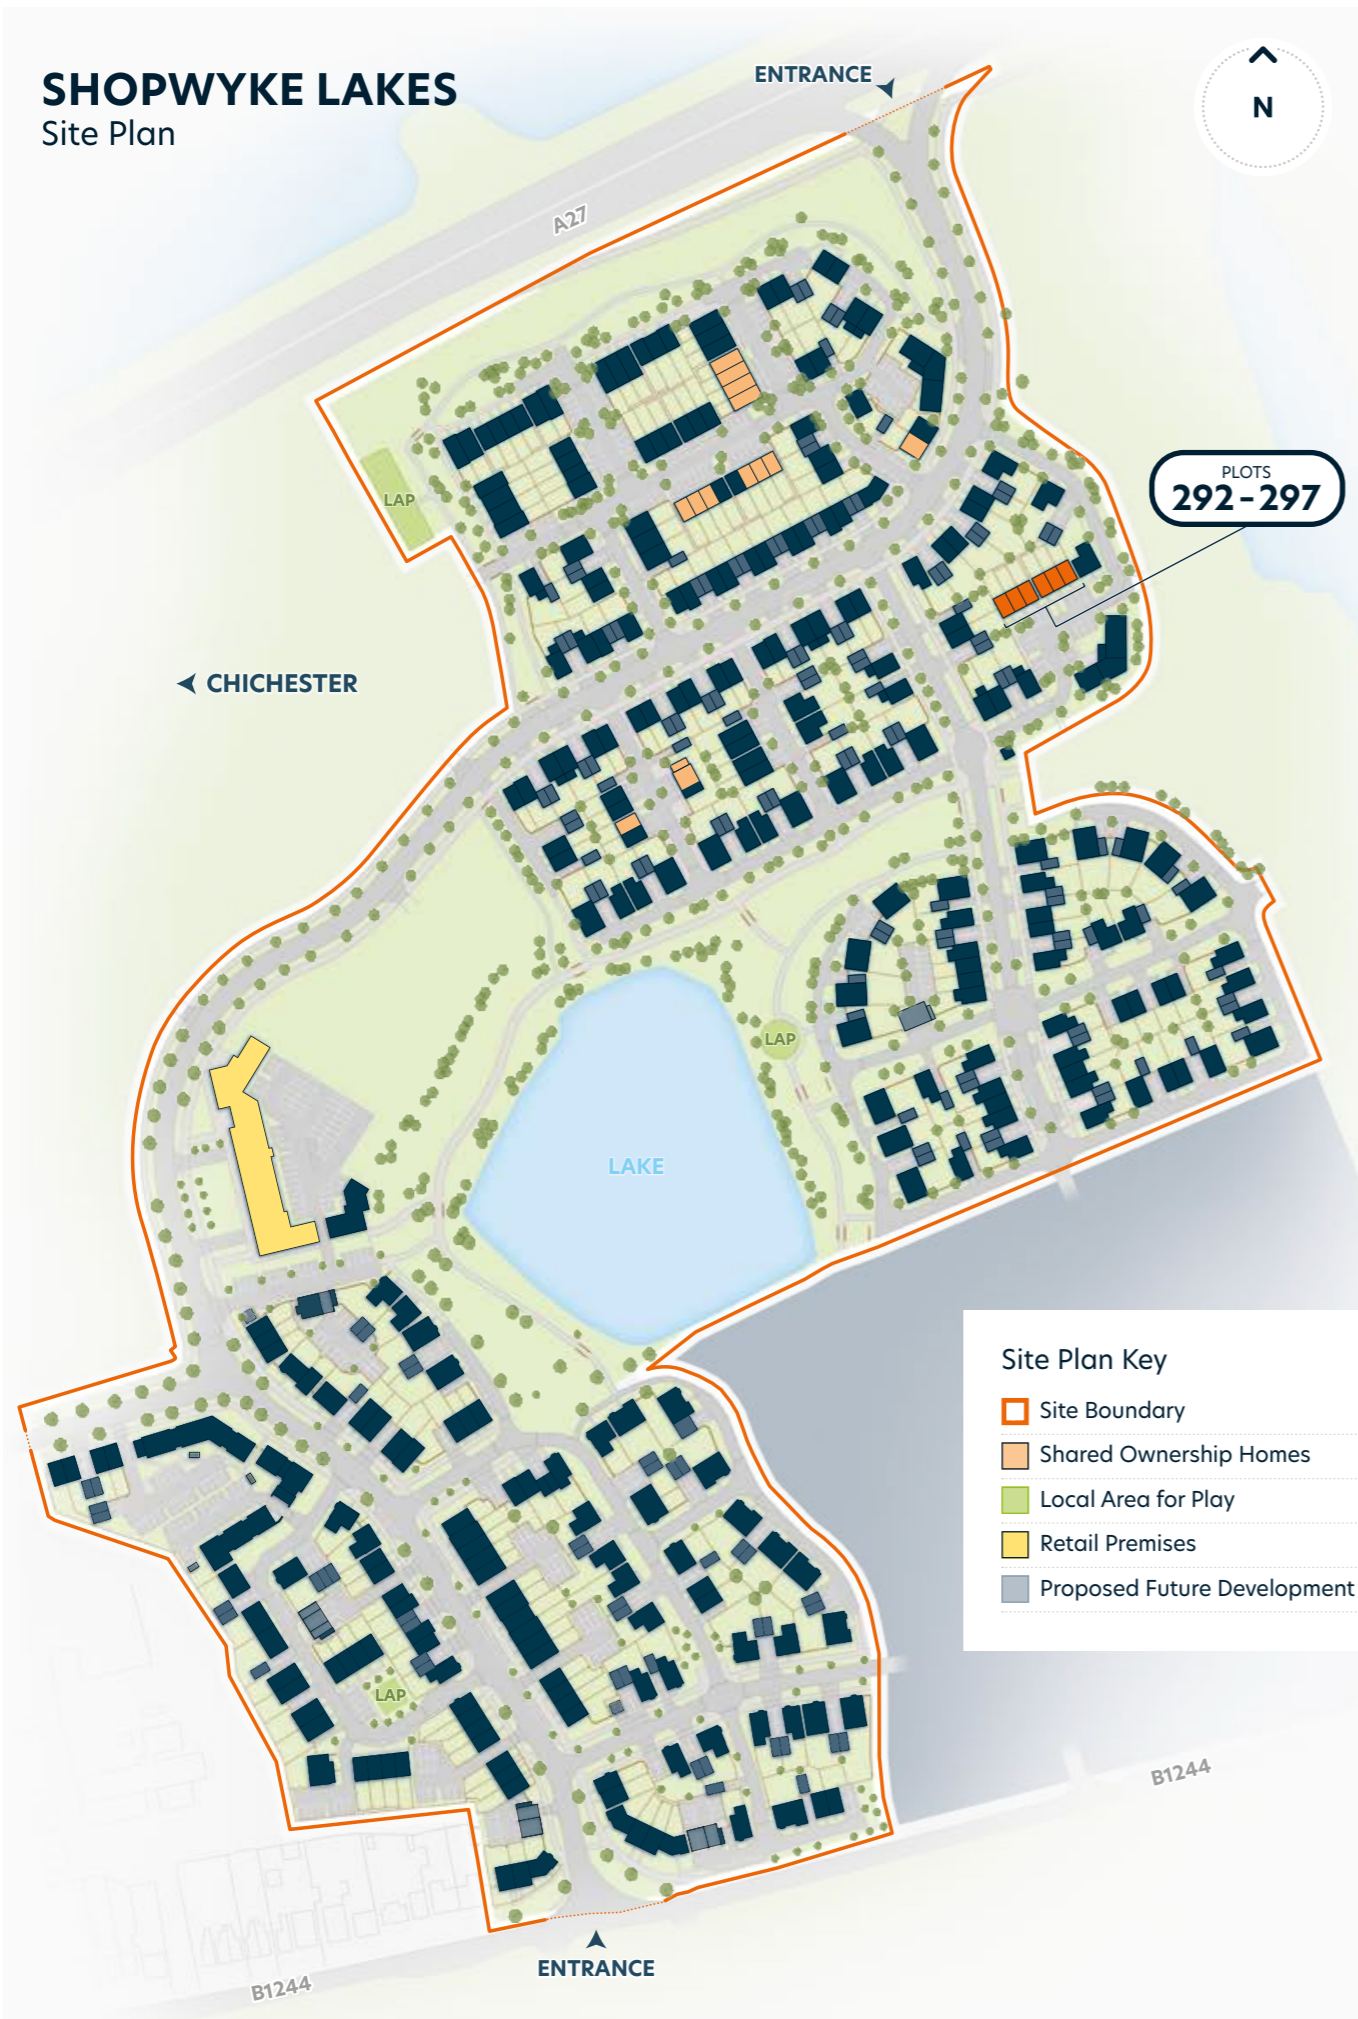 SHOPWYKE LAKES
Site Plan
ENTRANCE
N
A27
LAP
PLOTS
292–297
CHICHESTER
LAP
LAKE
Site Plan Key
Site Boundary
Shared Ownership Homes
Local Area for Play
Retail Premises
Proposed Future Development
LAP
B1244
ENTRANCE
B1244